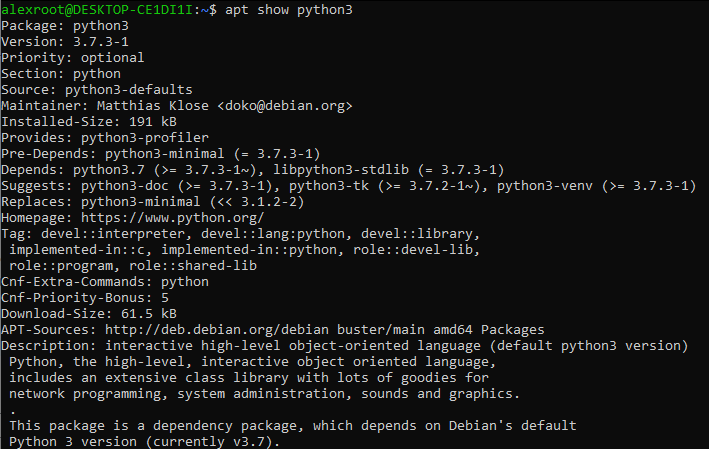 alexroot@DESKTOP-CE1DI1I:~$ apt show python3
Package: python3
Version: 3.7.3-1
Priority: optional
Section: python
Source: python3-defaults
Maintainer: Matthias Klose <doko@debian.org>
Installed-Size: 191 kB
Provides: python3-profiler
Pre-Depends: python3-minimal (= 3.7.3-1)
Depends: python3.7 (>= 3.7.3-1~), libpython3-stdlib (= 3.7.3-1)
Suggests: python3-doc (>= 3.7.3-1), python3-tk (>= 3.7.2-1~), python3-venv (>= 3.7.3-1)
Replaces: python3-minimal (<< 3.1.2-2)
Homepage: https://www.python.org/
Tag: devel::interpreter, devel::lang:python, devel::library,
 implemented-in::c, implemented-in::python, role::devel-lib,
 role::program, role::shared-lib
Cnf-Extra-Commands: python
Cnf-Priority-Bonus: 5
Download-Size: 61.5 kB
APT-Sources: http://deb.debian.org/debian buster/main amd64 Packages
Description: interactive high-level object-oriented language (default python3 version)
 Python, the high-level, interactive object oriented language,
 includes an extensive class library with lots of goodies for
 network programming, system administration, sounds and graphics.
 .
 This package is a dependency package, which depends on Debian's default
 Python 3 version (currently v3.7).